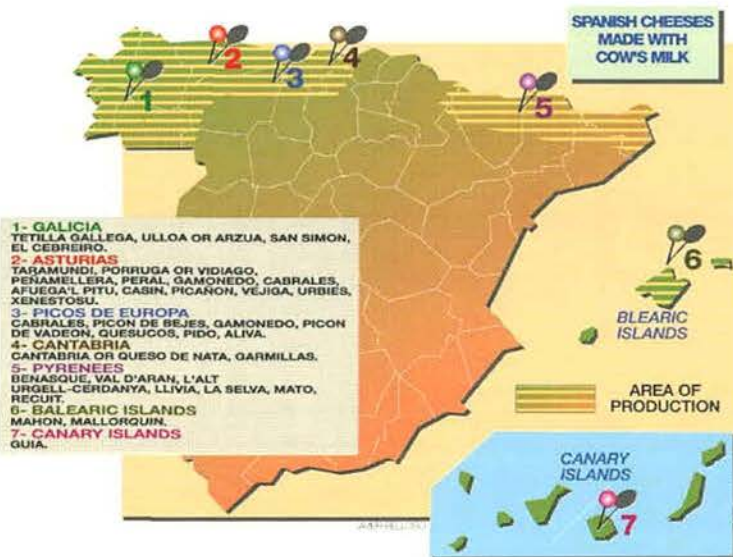 SPANISH CHEESES
MADE WITH
COW'S MILK
1
2
3
4
5
6
BLEARIC
ISLANDS
AREA OF
PRODUCTION
CANARY
ISLANDS
7
1- GALICIA
TETILLA GALLEGA, ULLOA OR ARZUA, SAN SIMON,
EL CEBREIRO.
2- ASTURIAS
TARAMUNDI, PORRUGA OR VIDIAGO,
PEÑAMELLERA, PERAL, GAMONEDO, CABRALES,
AFUEGA'L PITU, CASIN, PICAÑON, VEJIGA, URBIES,
XENESTOSU.
3- PICOS DE EUROPA
CABRALES, PICON DE BEJES, GAMONEDO, PICON
DE VADEON, QUESUCOS, PIDO, ALIVA.
4- CANTABRIA
CANTABRIA OR QUESO DE NATA, GARMILLAS.
5- PYRENEES
BENASQUE, VAL D'ARAN, L'ALT
URGELL-CERDANYA, LLIVIA, LA SELVA, MATO,
RECUIT.
6- BALEARIC ISLANDS
MAHON, MALLORQUIN.
7- CANARY ISLANDS
GUIA.